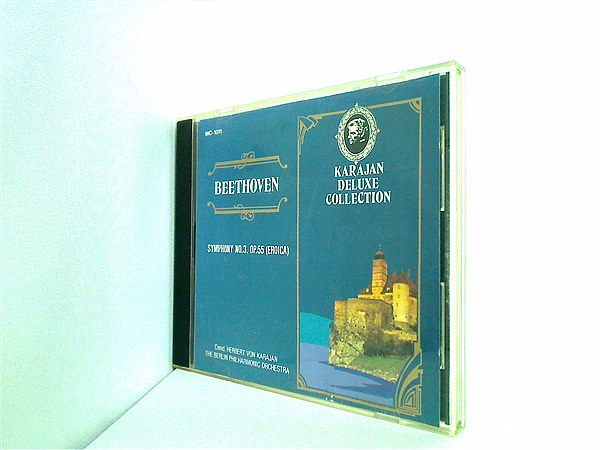 MC-1011
BEETHOVEN
SYMPHONY NO.3, OP.55 (EROICA)
Cond. HERBERT VON KARAJAN
THE BERLIN PHILHARMONIC ORCHESTRA
KARAJAN
DELUXE
COLLECTION